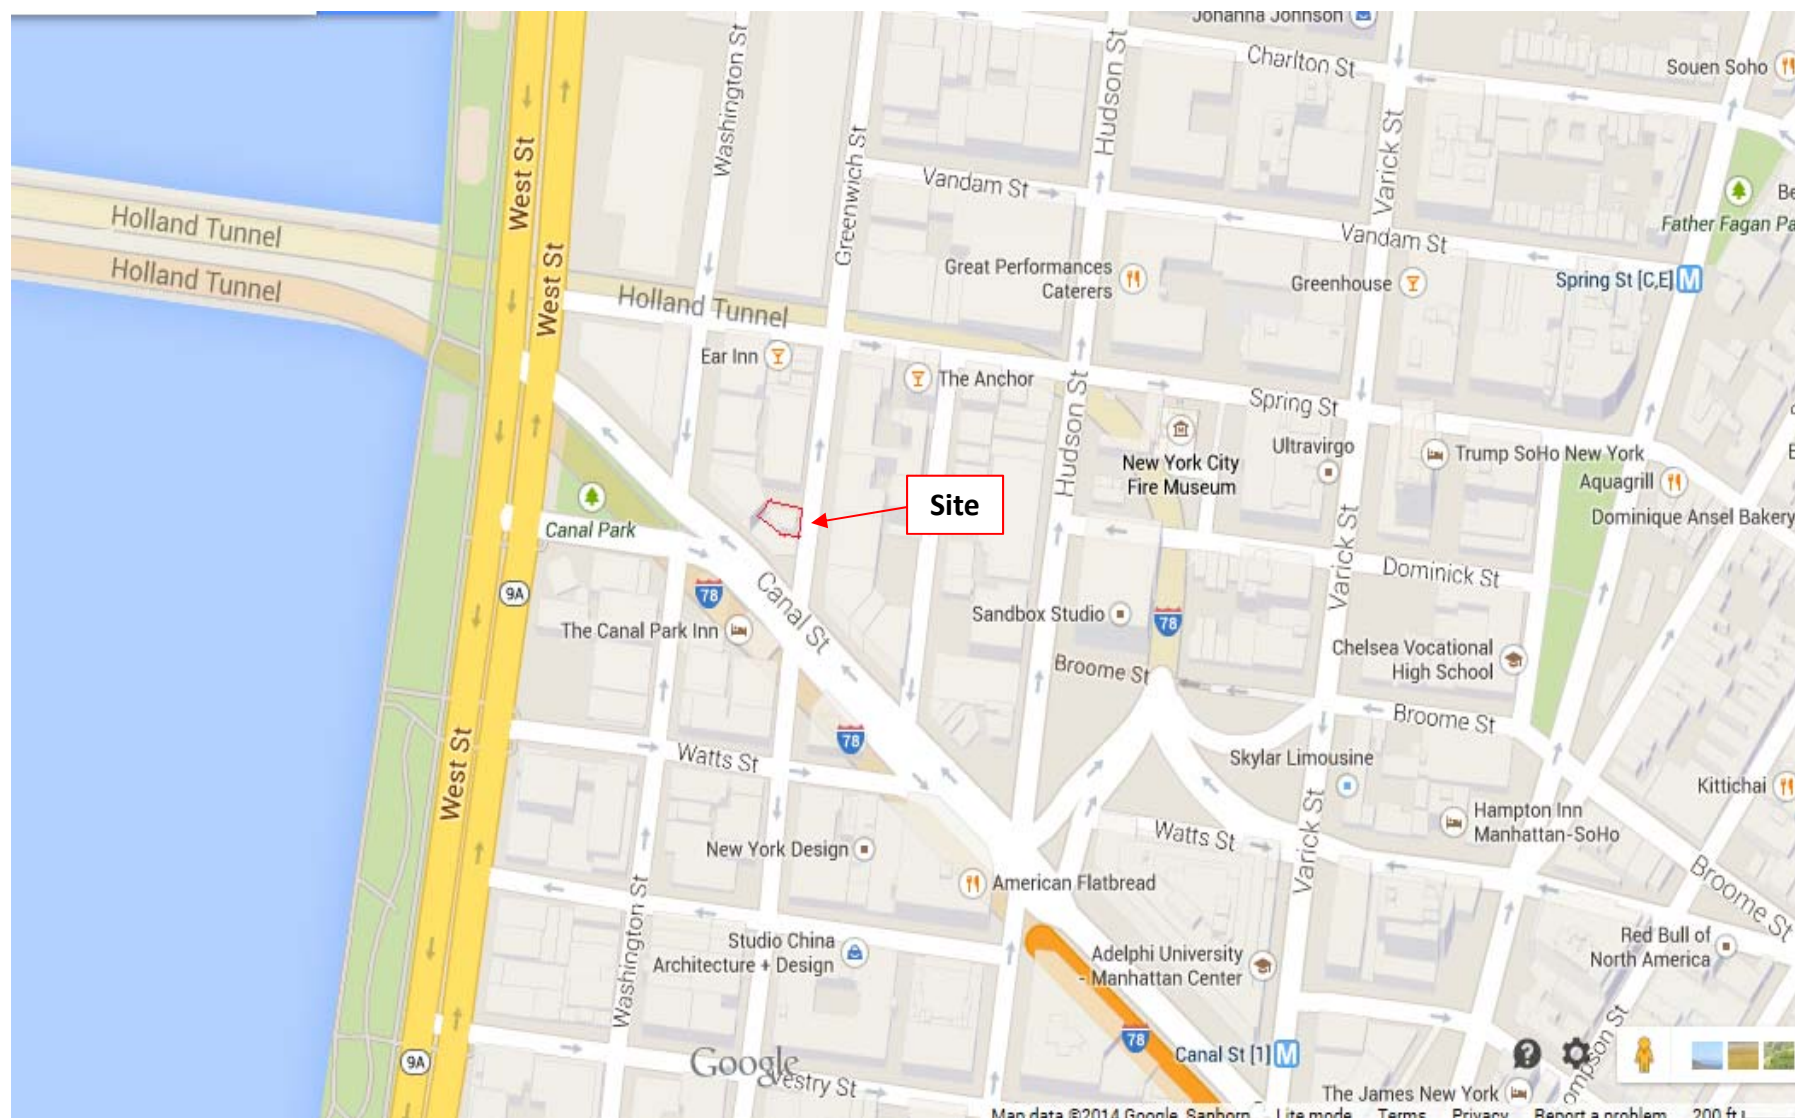 Johanna Johnson
Charlton St
Souen Soho
Washington St
Hudson St
Varick St
Greenwich St
West St
Vandam St
Holland Tunnel
Father Fagan Pa
Be
Vandam St
Great Performances
Caterers
Greenhouse
Spring St [C,E]
M
Holland Tunnel
West St
Holland Tunnel
Ear Inn
The Anchor
Spring St
Hudson St
Ultravirgo
New York City
Fire Museum
Trump SoHo New York
Aquagrill
Site
Dominique Ansel Bakery
Canal Park
Varick St
Dominick St
9A
78
Canal St
Sandbox Studio
78
The Canal Park Inn
Chelsea Vocational
High School
Broome St
Broome St
78
Watts St
West St
Skylar Limousine
Kittichai
Hampton Inn
Manhattan-SoHo
Watts St
Varick St
New York Design
American Flatbread
Broome St
Washington St
Studio China
Architecture + Design
Adelphi University
- Manhattan Center
Red Bull of
North America
78
9A
Canal St [1]
M
Google
Vestry St
ompson St
The James New York
Map data ©2014 Google, Sanborn
Lite mode
Terms
Privacy
Report a problem
200 ft